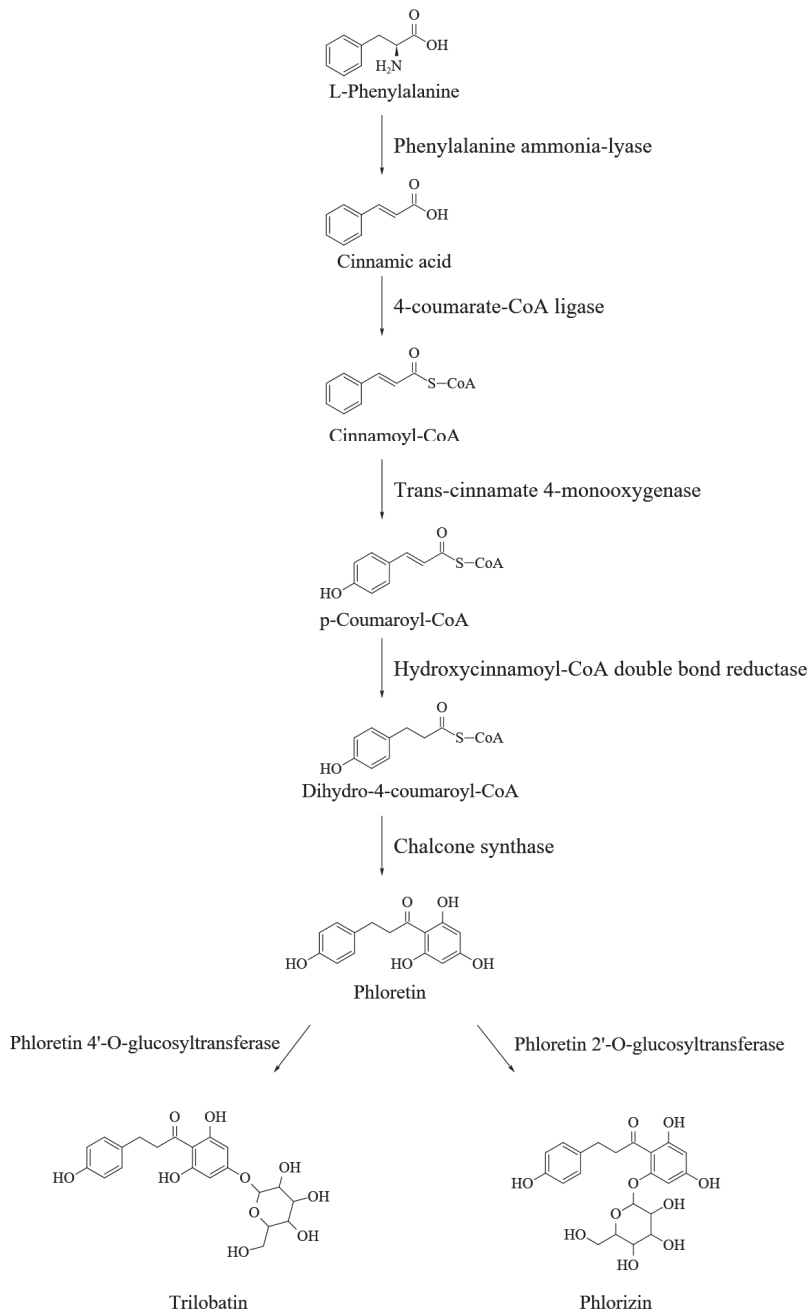 O
OH
H₂N
L-Phenylalanine
Phenylalanine ammonia-lyase
O
OH
Cinnamic acid
4-coumarate-CoA ligase
O
S–CoA
Cinnamoyl-CoA
Trans-cinnamate 4-monooxygenase
O
S–CoA
HO
p-Coumaroyl-CoA
Hydroxycinnamoyl-CoA double bond reductase
O
S–CoA
HO
Dihydro-4-coumaroyl-CoA
Chalcone synthase
O OH
HO HO OH
Phloretin
Phloretin 4'-O-glucosyltransferase
Phloretin 2'-O-glucosyltransferase
O OH
HO HO O OH
O OH
HO OH
Trilobatin
O OH
HO O OH
O OH
HO OH
HO
Phlorizin